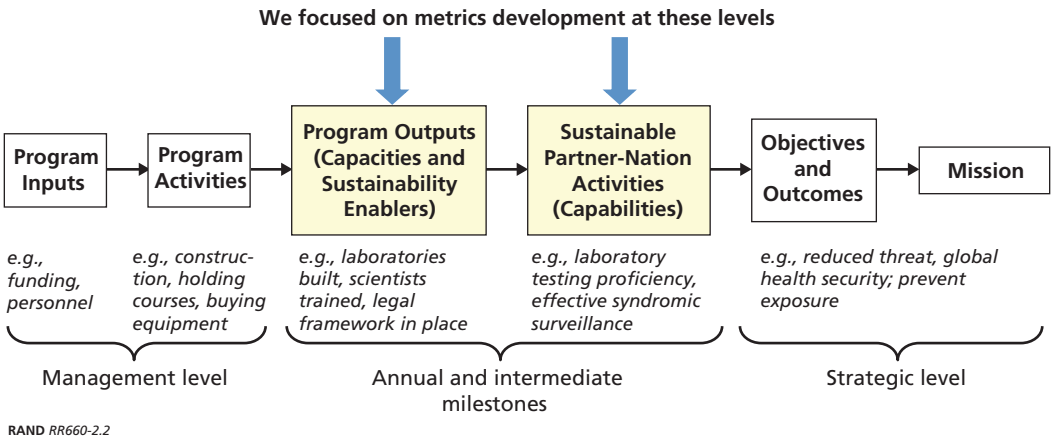 We focused on metrics development at these levels
Program
Inputs
Program
Activities
Program Outputs
(Capacities and
Sustainability
Enablers)
Sustainable
Partner-Nation
Activities
(Capabilities)
Objectives
and
Outcomes
Mission
e.g.,
funding,
personnel
e.g., construc-
tion, holding
courses, buying
equipment
e.g., laboratories
built, scientists
trained, legal
framework in place
e.g., laboratory
testing proficiency,
effective syndromic
surveillance
e.g., reduced threat, global
health security; prevent
exposure
Management level
Annual and intermediate
milestones
Strategic level
RAND RR660-2.2